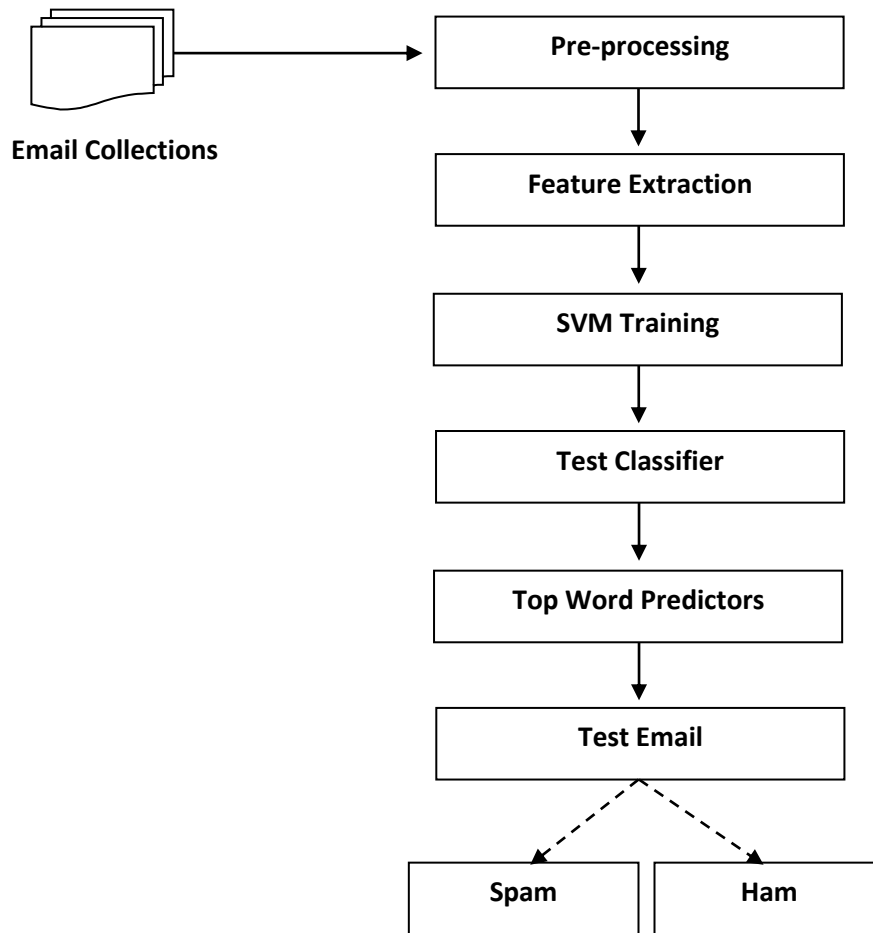 Pre-processing
Email Collections
Feature Extraction
SVM Training
Test Classifier
Top Word Predictors
Test Email
Spam
Ham